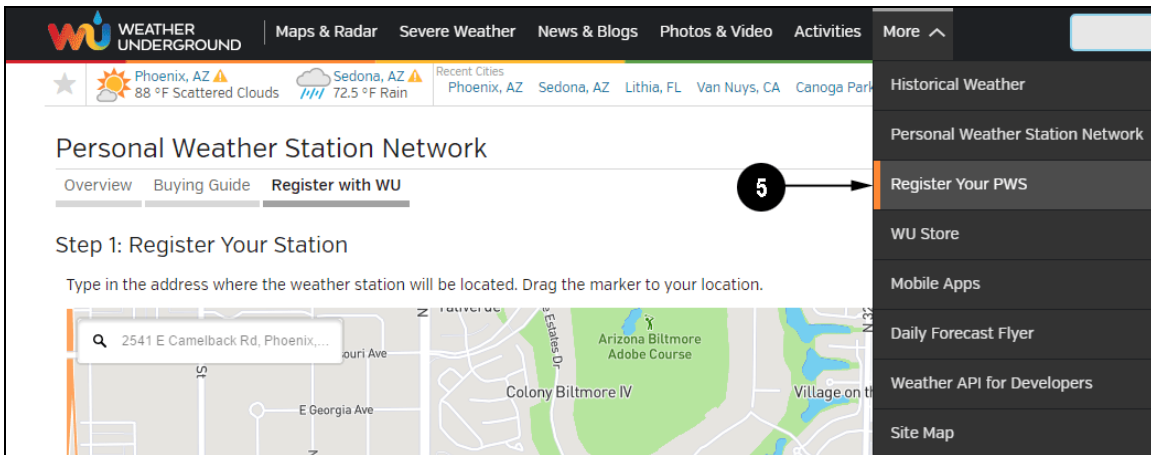 WEATHER
UNDERGROUND
Maps & Radar Severe Weather News & Blogs Photos & Video Activities More
Phoenix, AZ
88 °F Scattered Clouds
Sedona, AZ
72.5 °F Rain
Recent Cities
Phoenix, AZ Sedona, AZ Lithia, FL Van Nuys, CA Canoga Park
Historical Weather
Personal Weather Station Network
Register Your PWS
WU Store
Mobile Apps
Daily Forecast Flyer
Weather API for Developers
Site Map
5
Personal Weather Station Network
Overview Buying Guide Register with WU
Step 1: Register Your Station
Type in the address where the weather station will be located. Drag the marker to your location.
2541 E Camelback Rd, Phoenix,...
ouri Ave
St
E Georgia Ave
N
N
Estates Dr
Arizona Biltmore
Adobe Course
Colony Biltmore IV
Village on
N 32